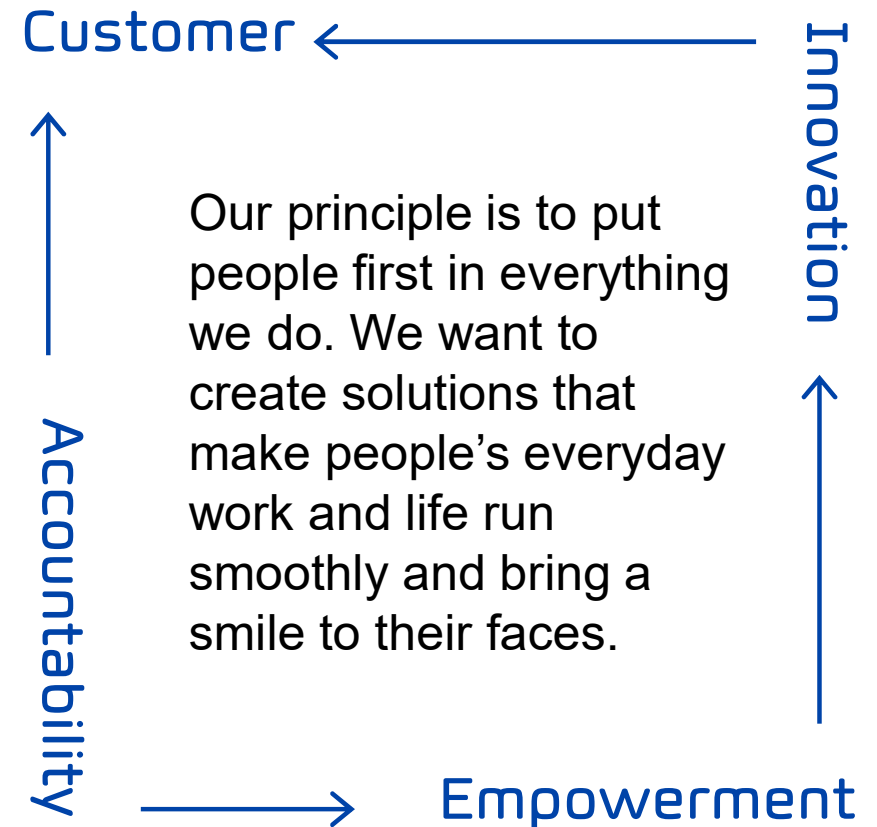 Customer
Innovation
Our principle is to put
people first in everything
we do. We want to
create solutions that
make people’s everyday
work and life run
smoothly and bring a
smile to their faces.
Accountability
Empowerment